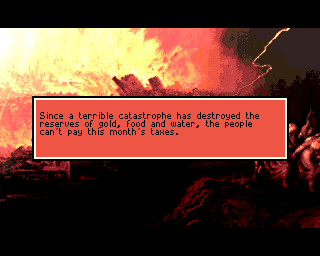 Since a terrible catastrophe has destroyed the
reserves of gold, food and water, the people
can't pay this month's taxes.